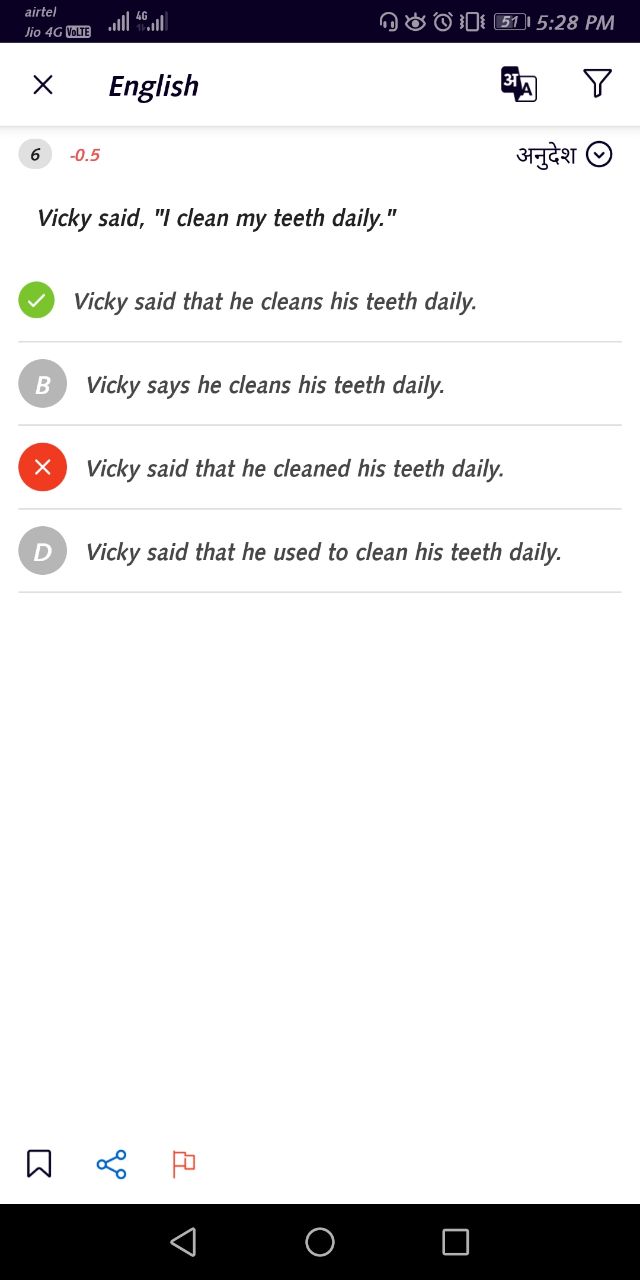 airtel
Jio 4G VoLTE 4G 51 5:28 PM
English
अ A
6 -0.5 अनुदेश
Vicky said, "I clean my teeth daily."
Vicky said that he cleans his teeth daily.
B Vicky says he cleans his teeth daily.
Vicky said that he cleaned his teeth daily.
D Vicky said that he used to clean his teeth daily.